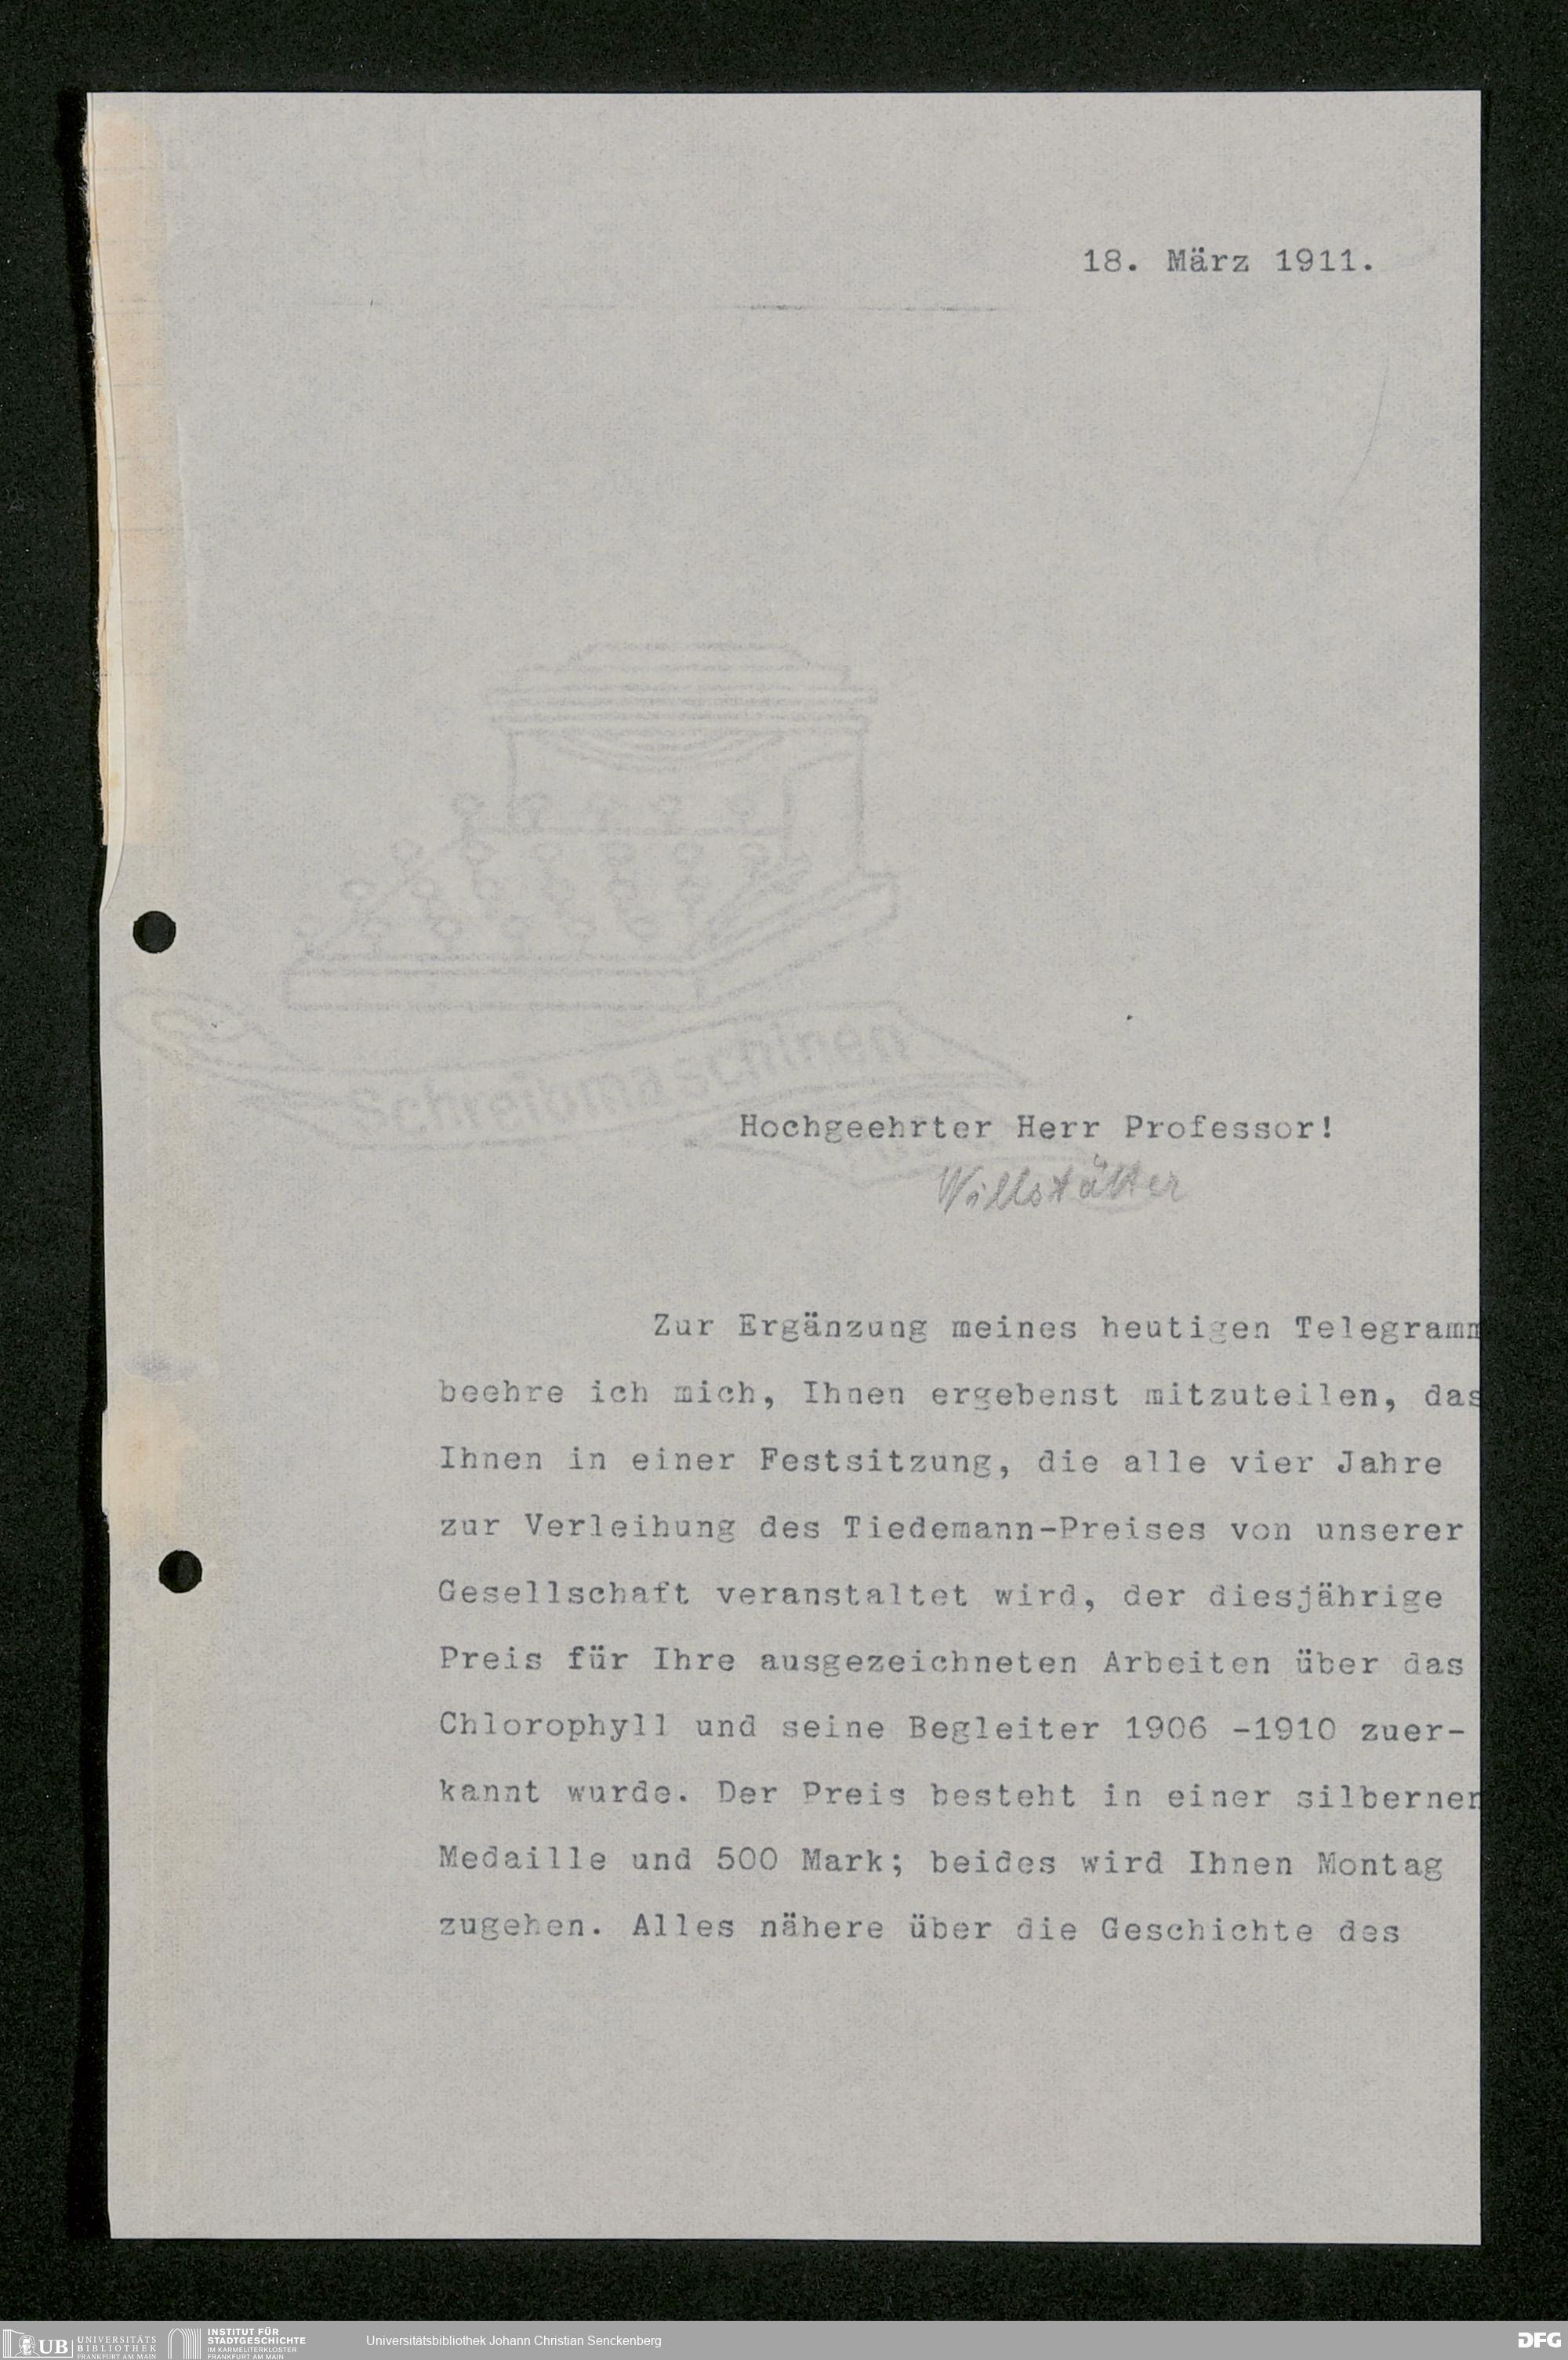 18. März 1911.
Schreibmaschinen
Hochgeehrter Herr Professor!
Willstätter
Zur Ergänzung meines heutigen Telegramm
beehre ich mich, Ihnen ergebenst mitzuteilen, das
Ihnen in einer Festsitzung, die alle vier Jahre
zur Verleihung des Tiedemann-Preises von unserer
Gesellschaft veranstaltet wird, der diesjährige
Preis für Ihre ausgezeichneten Arbeiten über das
Chlorophyll und seine Begleiter 1906 -1910 zuer-
kannt wurde. Der Preis besteht in einer silbernen
Medaille und 500 Mark; beides wird Ihnen Montag
zugehen. Alles nähere über die Geschichte des
UB UNIVERSITÄTS
BIBLIOTHEK
FRANKFURT AM MAIN
INSTITUT FÜR
STADTGESCHICHTE
IM KARMELITERKLOSTER
FRANKFURT AM MAIN
Universitätsbibliothek Johann Christian Senckenberg
DFG